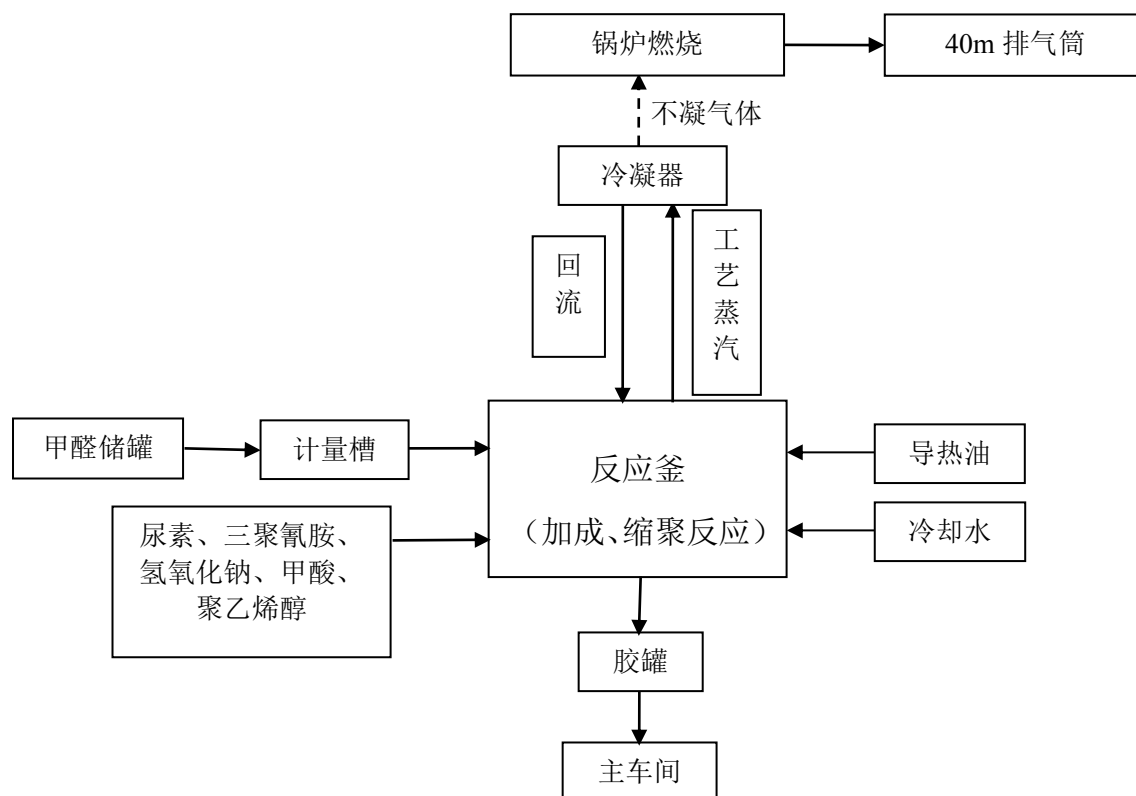 锅炉燃烧
40m 排气筒
不凝气体
冷凝器
回
流
工
艺
蒸
汽
甲醛储罐
计量槽
反应釜
（加成、缩聚反应）
导热油
冷却水
尿素、三聚氰胺、
氢氧化钠、甲酸、
聚乙烯醇
胶罐
主车间